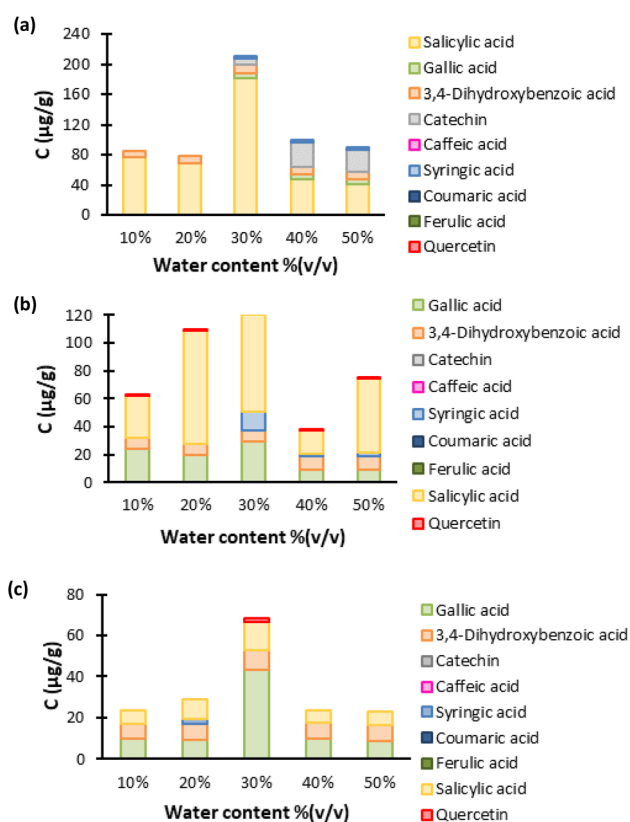 (a)
240
200
160
120
80
40
0
C (µg/g)
10% 20% 30% 40% 50%
Water content %(v/v)
Salicylic acid
Gallic acid
3,4-Dihydroxybenzoic acid
Catechin
Caffeic acid
Syringic acid
Coumaric acid
Ferulic acid
Quercetin
(b)
120
100
80
60
40
20
0
C (µg/g)
10% 20% 30% 40% 50%
Water content %(v/v)
Gallic acid
3,4-Dihydroxybenzoic acid
Catechin
Caffeic acid
Syringic acid
Coumaric acid
Ferulic acid
Salicylic acid
Quercetin
(c)
80
60
40
20
0
C (µg/g)
10% 20% 30% 40% 50%
Water content %(v/v)
Gallic acid
3,4-Dihydroxybenzoic acid
Catechin
Caffeic acid
Syringic acid
Coumaric acid
Ferulic acid
Salicylic acid
Quercetin